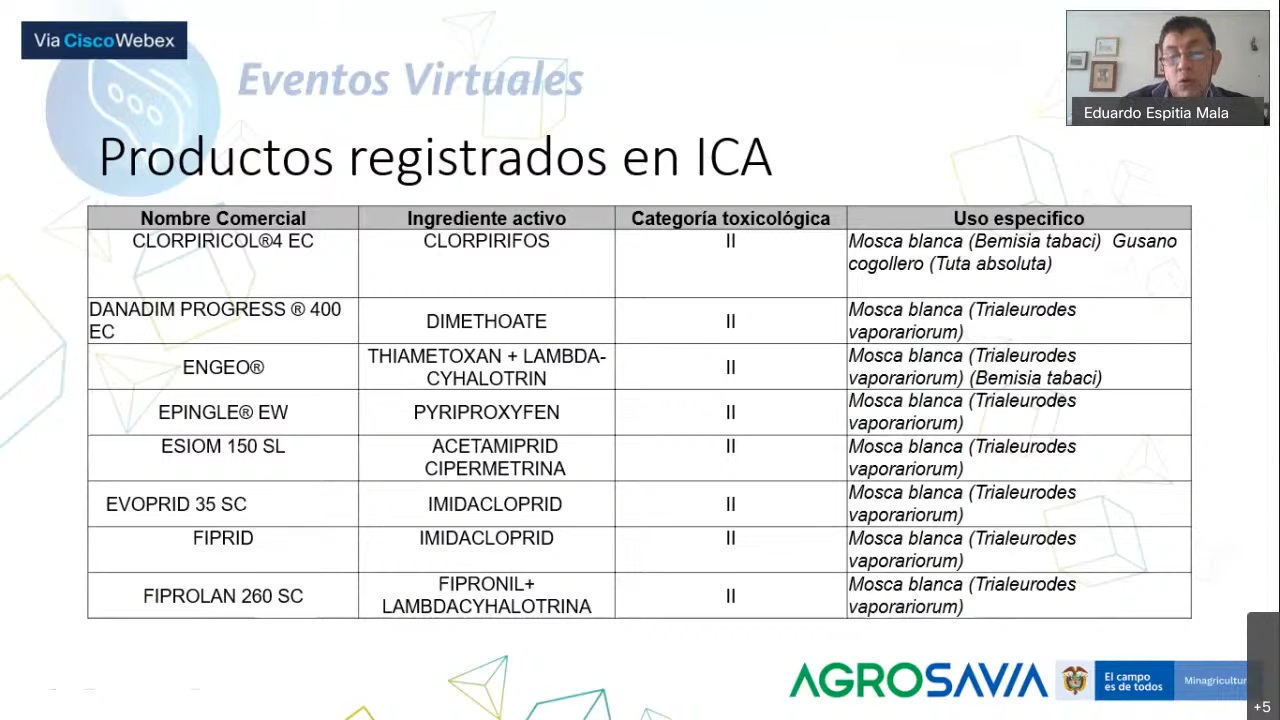 Vía CiscoWebex
Eventos Virtuales
Eduardo Espitia Mala
Productos registrados en ICA
Nombre Comercial Ingrediente activo Categoría toxicológica Uso especifico
CLORPIRICOL®4 EC CLORPIRIFOS II Mosca blanca (Bemisia tabaci) Gusano
cogollero (Tuta absoluta)
DANADIM PROGRESS ® 400
EC DIMETHOATE II Mosca blanca (Trialeurodes
vaporariorum)
ENGEO® THIAMETOXAN + LAMBDA-
CYHALOTRIN II Mosca blanca (Trialeurodes
vaporariorum) (Bemisia tabaci)
EPINGLE® EW PYRIPROXYFEN II Mosca blanca (Trialeurodes
vaporariorum)
ESIOM 150 SL ACETAMIPRID
CIPERMETRINA II Mosca blanca (Trialeurodes
vaporariorum)
EVOPRID 35 SC IMIDACLOPRID II Mosca blanca (Trialeurodes
vaporariorum)
FIPRID IMIDACLOPRID II Mosca blanca (Trialeurodes
vaporariorum)
FIPROLAN 260 SC FIPRONIL+
LAMBDACYHALOTRINA II Mosca blanca (Trialeurodes
vaporariorum)
AGROSAVIA
El campo
es de todos
Minagricultur
+5